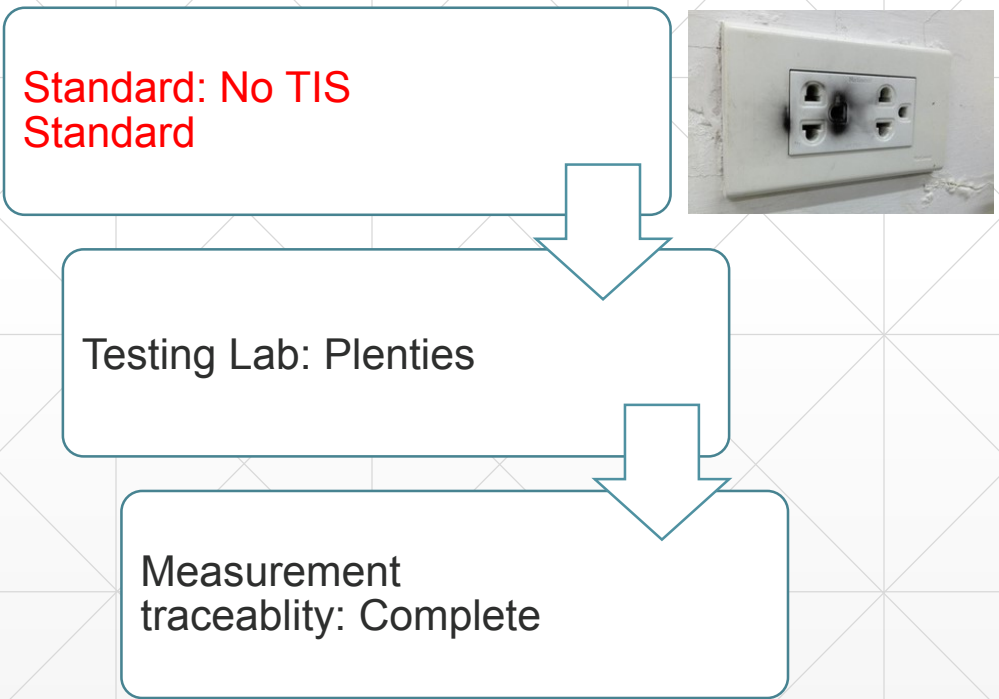 Standard: No TIS
Standard
Testing Lab: Plenties
Measurement
traceablity: Complete